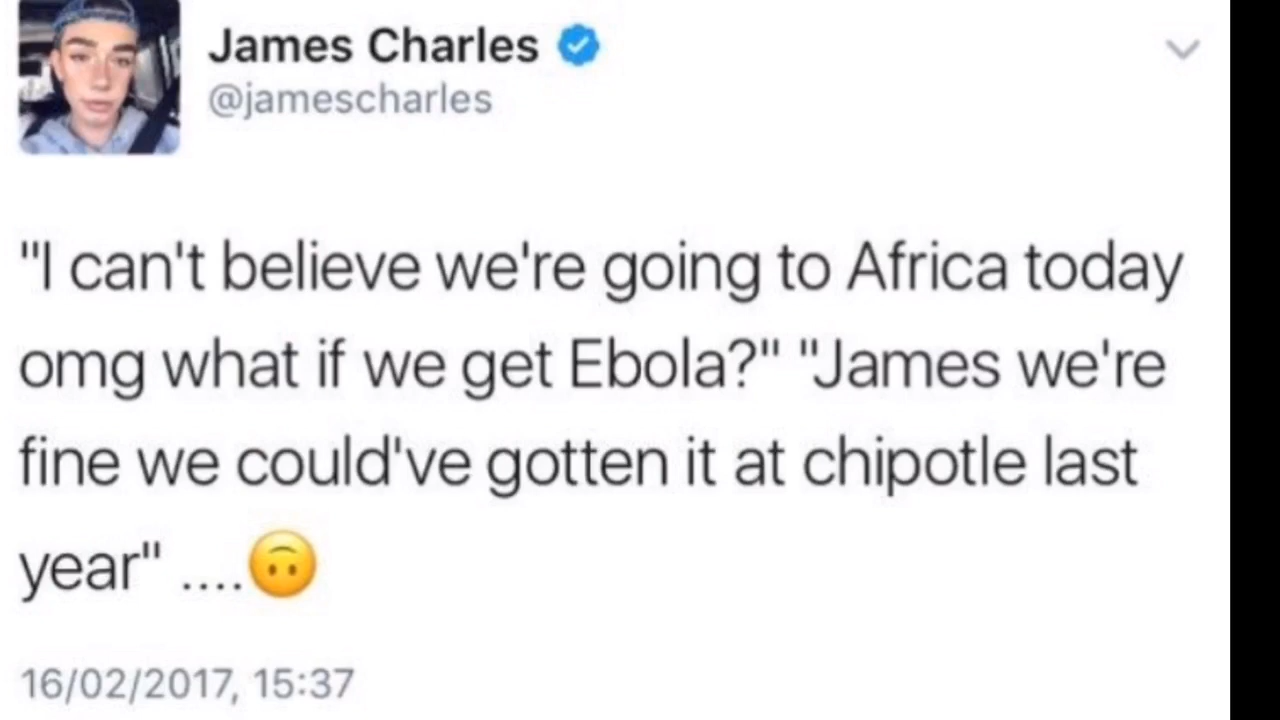 James Charles
@jamescharles
"I can't believe we're going to Africa today
omg what if we get Ebola?" "James we're
fine we could've gotten it at chipotle last
year" ....🙃
16/02/2017, 15:37